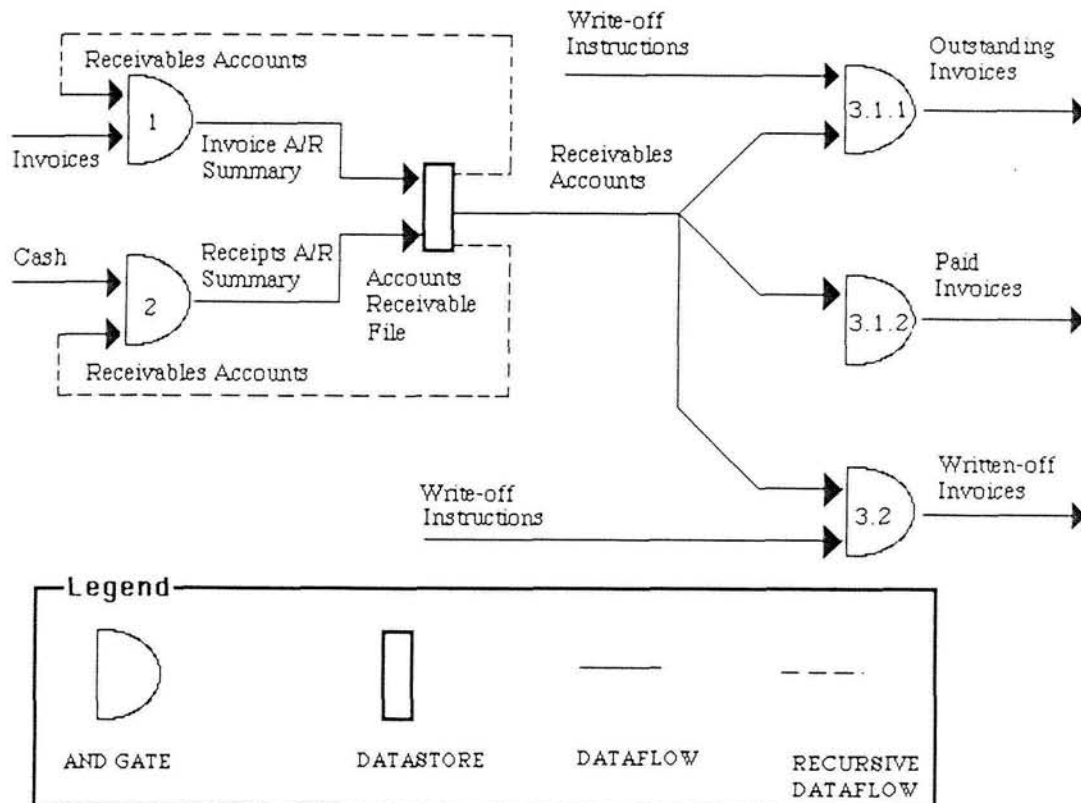 Write-off
Instructions
Outstanding
Invoices
Receivables Accounts
1
3.1.1
Invoices
Invoice A/R
Summary
Receivables
Accounts
Cash
Receipts A/R
Summary
Accounts
Receivable
File
2
Paid
Invoices
3.1.2
Receivables Accounts
Write-off
Instructions
Written-off
Invoices
3.2
Legend
AND GATE
DATASTORE
DATAFLOW
RECURSIVE
DATAFLOW